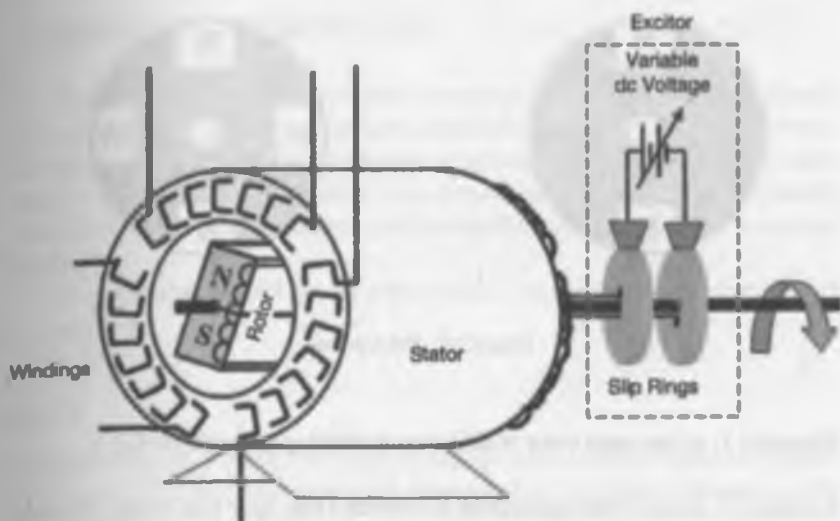 Excitor
Variable
dc Voltage
N
S
Rotor
Windings
Stator
Slip Rings